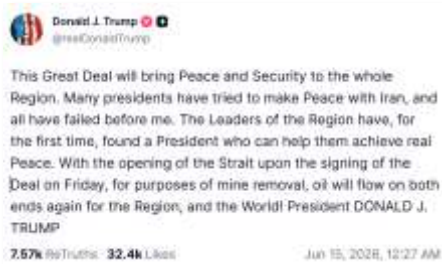 Donald J. Trump
@realDonaldTrump
This Great Deal will bring Peace and Security to the whole
Region. Many presidents have tried to make Peace with Iran, and
all have failed before me. The Leaders of the Region have, for
the first time, found a President who can help them achieve real
Peace. With the opening of the Strait upon the signing of the
Deal on Friday, for purposes of mine removal, oil will flow on both
ends again for the Region, and the World! President DONALD J.
TRUMP
7.57k ReTruths 32.4k Likes
Jun 15, 2026, 12:27 AM